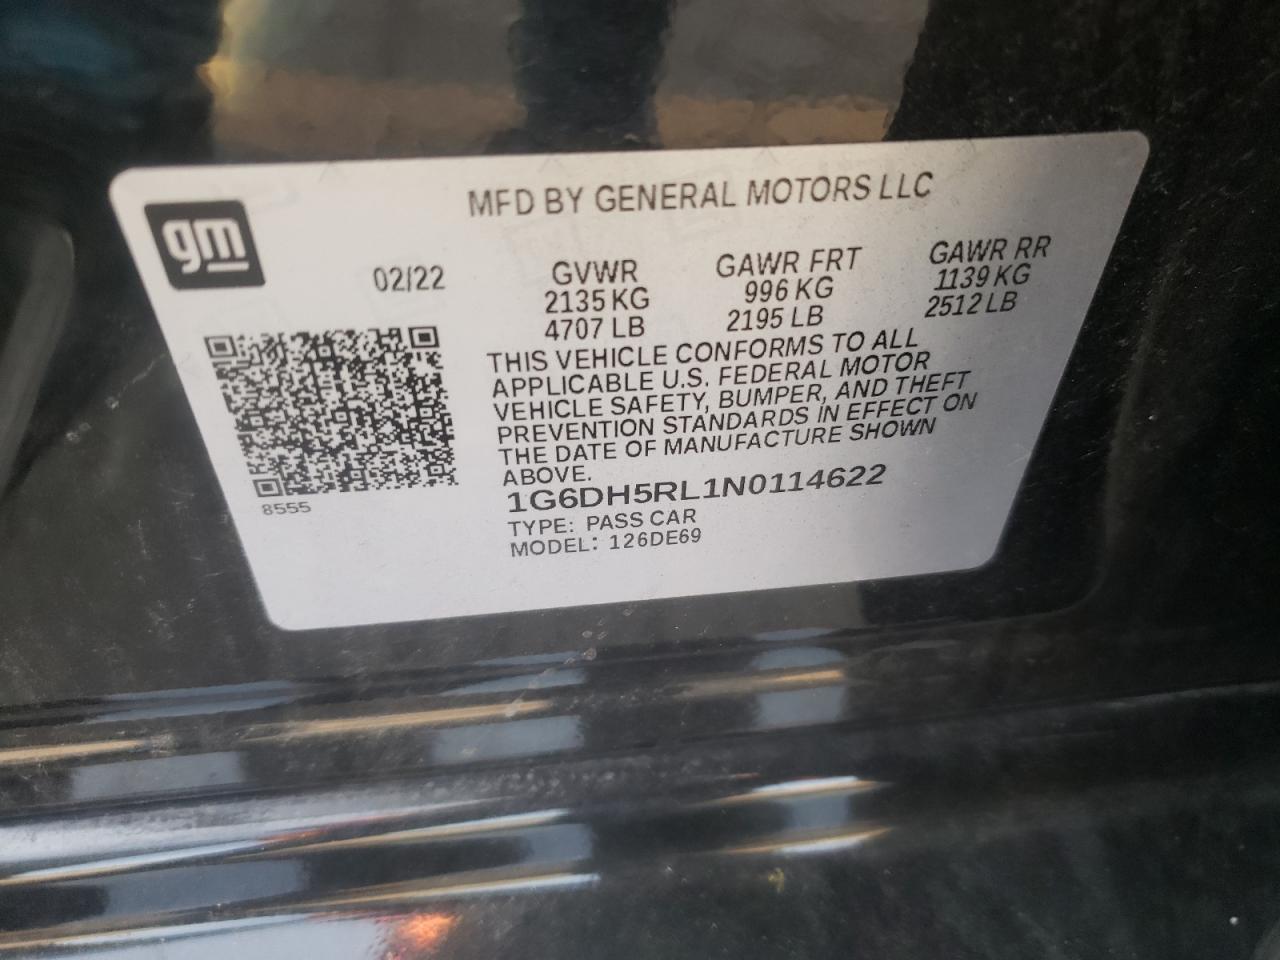 gm
MFD BY GENERAL MOTORS LLC
02/22
GVWR
2135 KG
4707 LB
GAWR FRT
996 KG
2195 LB
GAWR RR
1139 KG
2512 LB
THIS VEHICLE CONFORMS TO ALL
APPLICABLE U.S. FEDERAL MOTOR
VEHICLE SAFETY, BUMPER, AND THEFT
PREVENTION STANDARDS IN EFFECT ON
THE DATE OF MANUFACTURE SHOWN
ABOVE.
1G6DH5RL1N0114622
TYPE: PASS CAR
MODEL: 126DE69
8555